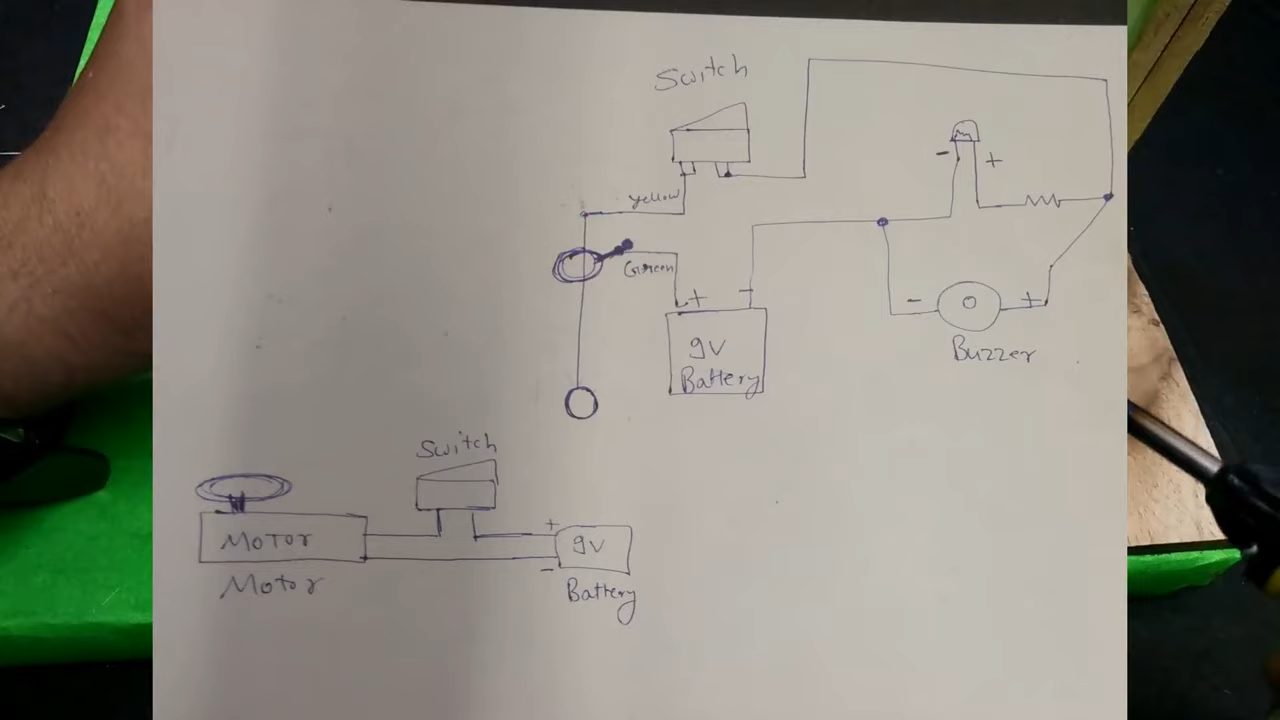 Switch
- +
yellow
Green
+ -
9V
Battery
- +
Buzzer
Switch
+
MOTOR
9V
-
Motor
Battery